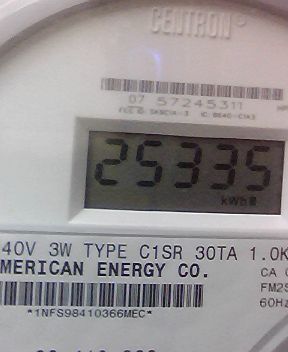 CENTRON®
07 57245311
25335
kWh
40V 3W TYPE C1SR 30TA 1.0K
MERICAN ENERGY CO.
CA
FM2S
60Hz
*1NFS98410366MEC*